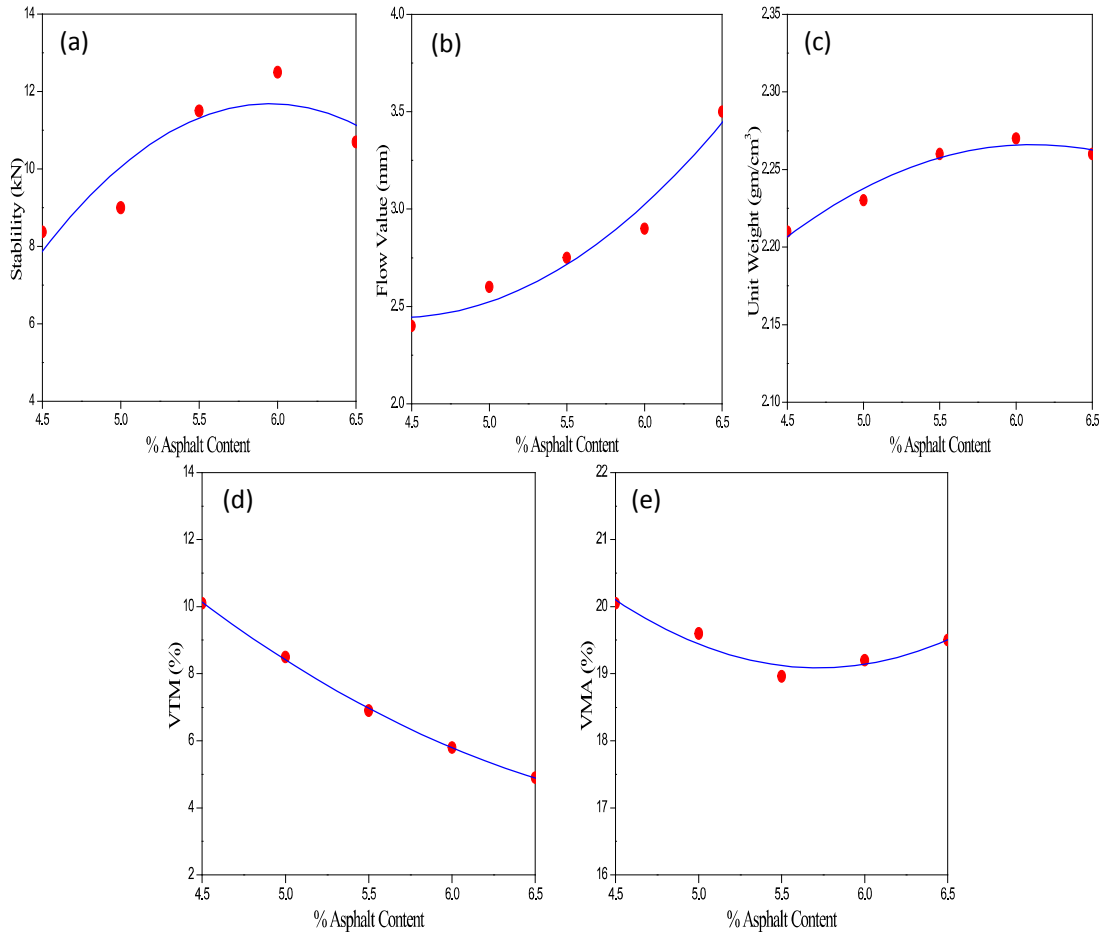 (a)
14
12
10
8
6
4
Stablility (kN)
4.5 5.0 5.5 6.0 6.5
% Asphalt Content
(b)
4.0
3.5
3.0
2.5
2.0
Flow Value (mm)
4.5 5.0 5.5 6.0 6.5
% Asphalt Content
(c)
2.35
2.30
2.25
2.20
2.15
2.10
Unit Weight (gm/cm³)
4.5 5.0 5.5 6.0 6.5
% Asphalt Content
(d)
14
12
10
8
6
4
2
VTM (%)
4.5 5.0 5.5 6.0 6.5
% Asphalt Content
(e)
22
21
20
19
18
17
16
VMA (%)
4.5 5.0 5.5 6.0 6.5
% Asphalt Content